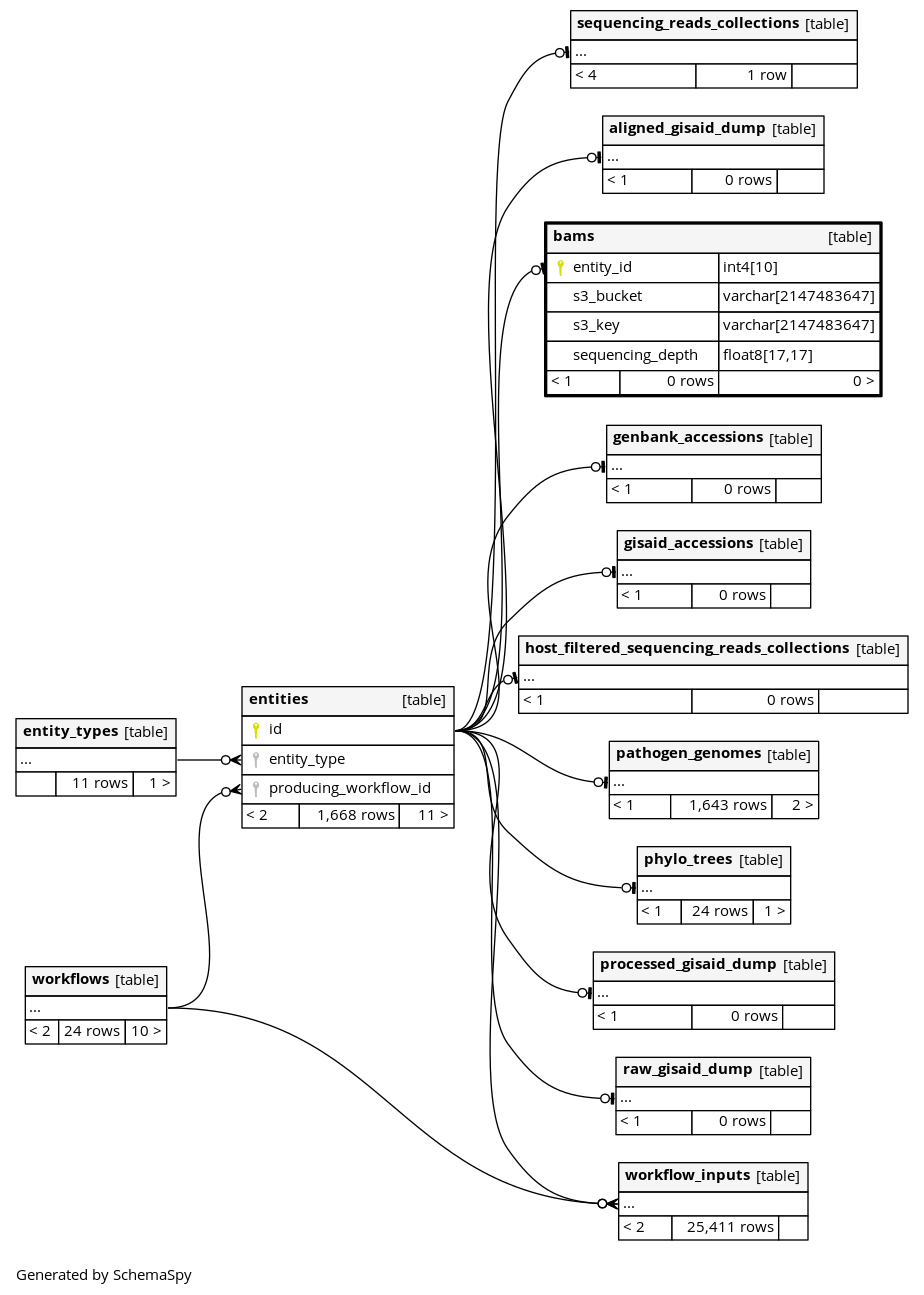 sequencing_reads_collections [table]
...
< 4 1 row
aligned_gisaid_dump [table]
...
< 1 0 rows
bams [table]
entity_id int4[10]
s3_bucket varchar[2147483647]
s3_key varchar[2147483647]
sequencing_depth float8[17,17]
< 1 0 rows 0 >
genbank_accessions [table]
...
< 1 0 rows
gisaid_accessions [table]
...
< 1 0 rows
host_filtered_sequencing_reads_collections [table]
...
< 1 0 rows
entities [table]
id
entity_type
producing_workflow_id
< 2 1,668 rows 11 >
entity_types [table]
...
11 rows 1 >
pathogen_genomes [table]
...
< 1 1,643 rows 2 >
phylo_trees [table]
...
< 1 24 rows 1 >
processed_gisaid_dump [table]
...
< 1 0 rows
workflows [table]
...
< 2 24 rows 10 >
raw_gisaid_dump [table]
...
< 1 0 rows
workflow_inputs [table]
...
< 2 25,411 rows
Generated by SchemaSpy